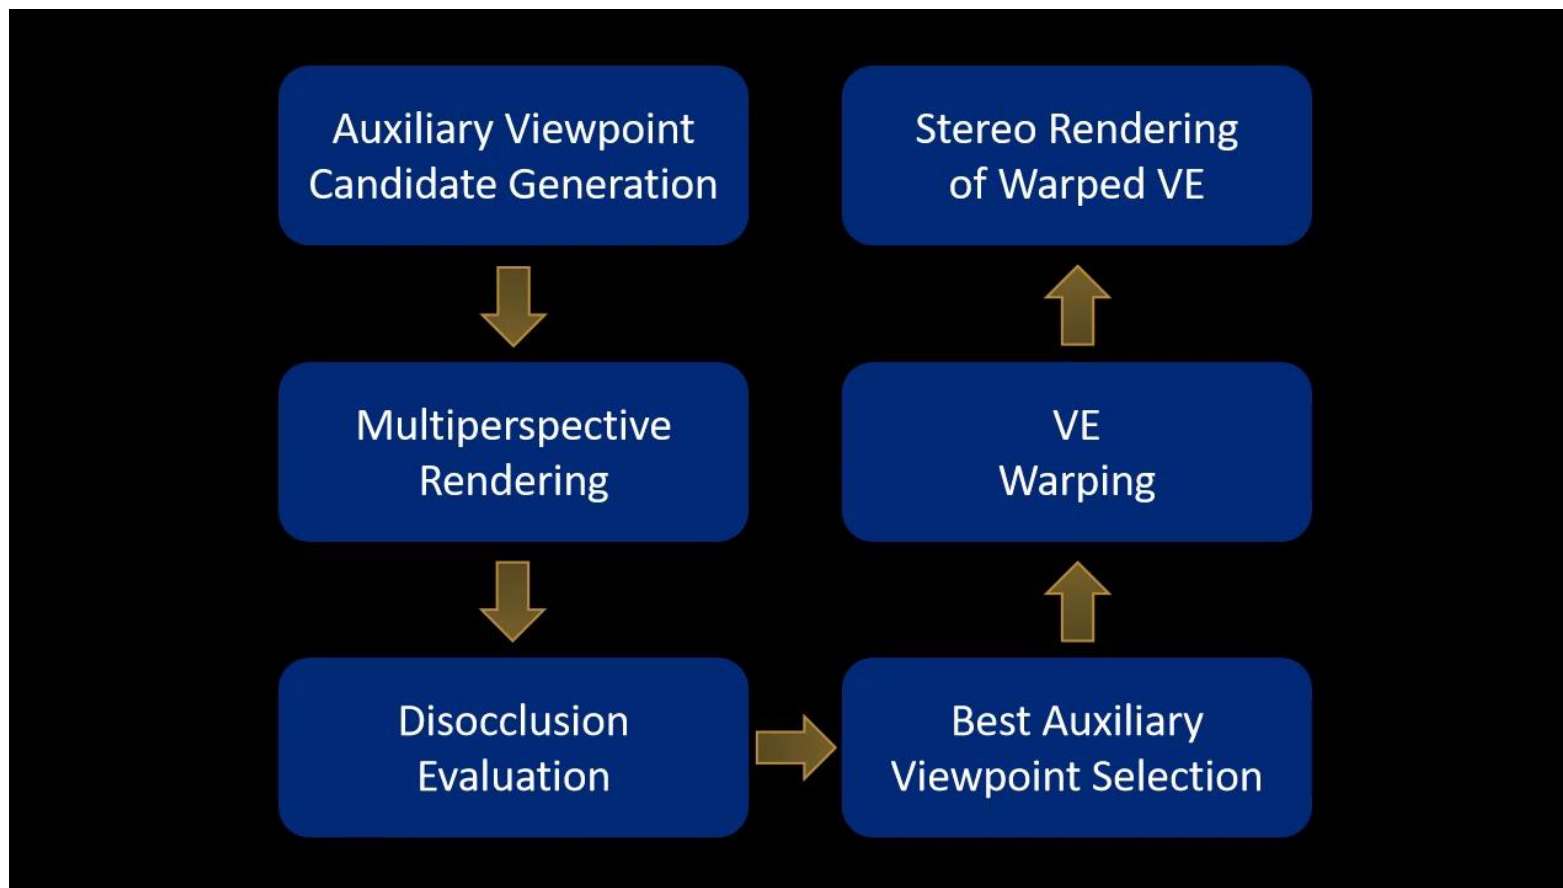 Auxiliary Viewpoint
Candidate Generation
Multiperspective
Rendering
Disocclusion
Evaluation
Best Auxiliary
Viewpoint Selection
VE
Warping
Stereo Rendering
of Warped VE